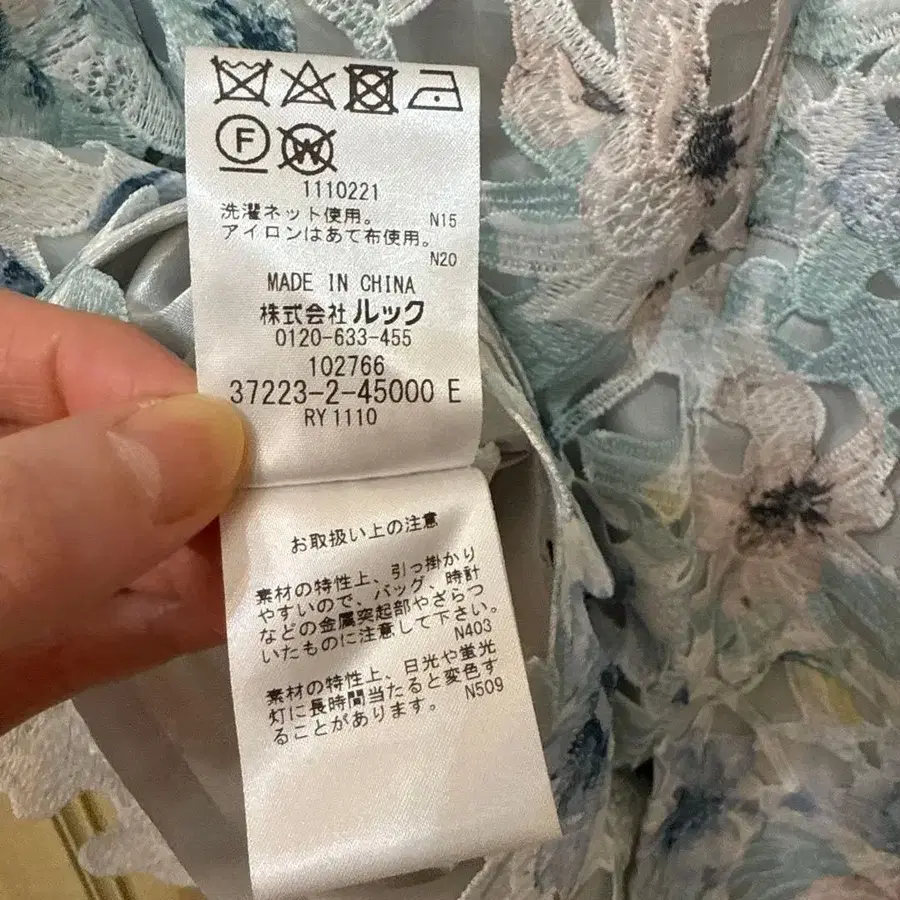 F W
1110221
洗濯ネット使用。 N15
アイロンはあて布使用。
N20
MADE IN CHINA
株式会社 ルック
0120-633-455
102766
37223-2-45000 E
RY1110
お取扱い上の注意
素材の特性上、引っ掛かり
やすいので、バッグ、時計
などの金属突起部やざらつ
いたものに注意して下さい。
N403
素材の特性上、日光や蛍光
灯に長時間当たると変色す
ることがあります。 N509